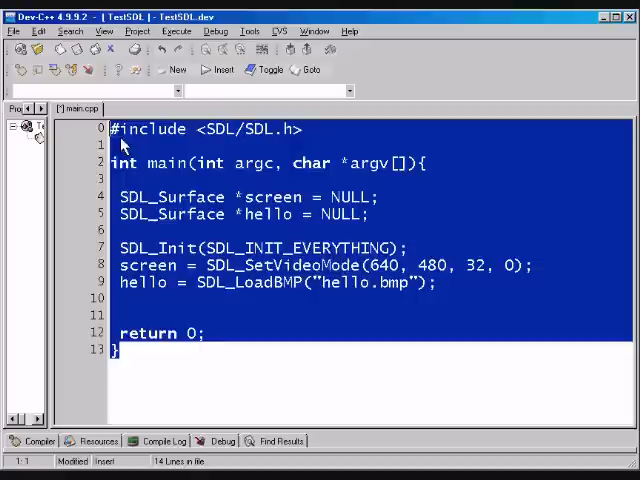 Dev-C++ 4.9.9.2 - [ TestSDL ] - TestSDL.dev
File Edit Search View Project Execute Debug Tools CVS Window Help
New Insert Toggle Goto
[*] main.cpp
0 #include <SDL/SDL.h>
1
2 int main(int argc, char *argv[]){
3
4 SDL_Surface *screen = NULL;
5 SDL_Surface *hello = NULL;
6
7 SDL_Init(SDL_INIT_EVERYTHING);
8 screen = SDL_SetVideoMode(640, 480, 32, 0);
9 hello = SDL_LoadBMP("hello.bmp");
10
11
12 return 0;
13 }
Compiler Resources Compile Log Debug Find Results
1: 1 Modified Insert 14 Lines in file